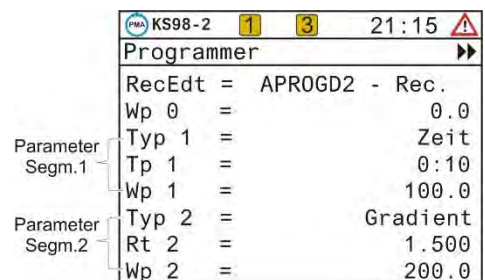 PMA KS98-2 1 3 21:15
Programmer
RecEdt = APROGD2 - Rec.
Wp 0 = 0.0
Typ 1 = Zeit
Parameter Segm.1
Tp 1 = 0:10
Wp 1 = 100.0
Typ 2 = Gradient
Parameter Segm.2
Rt 2 = 1.500
Wp 2 = 200.0